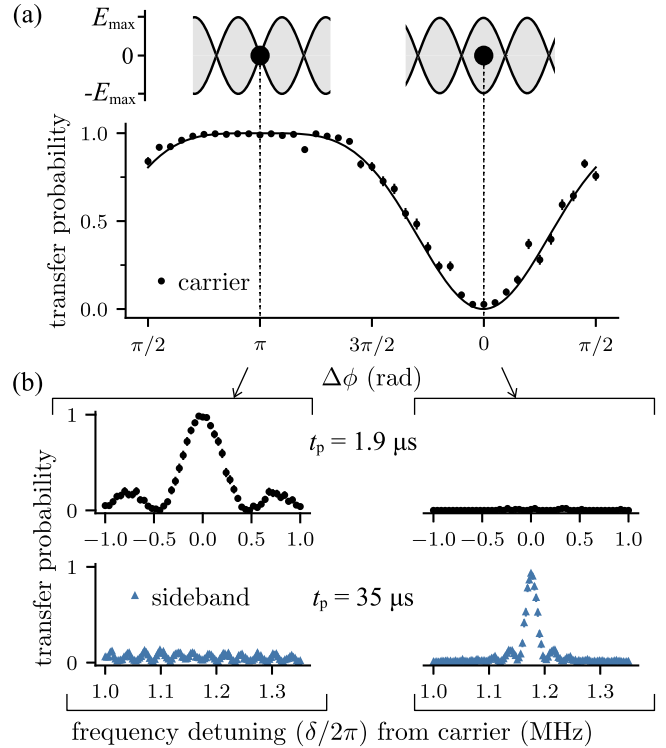 (a)
E_max
0
-E_max
transfer probability
1.0
0.5
0.0
carrier
π/2 π 3π/2 0 π/2
Δϕ (rad)
(b)
transfer probability
1
0
t_p = 1.9 μs
−1.0 −0.5 0.0 0.5 1.0
−1.0 −0.5 0.0 0.5 1.0
1
0
sideband
t_p = 35 μs
1.0 1.1 1.2 1.3
1.0 1.1 1.2 1.3
frequency detuning (δ/2π) from carrier (MHz)